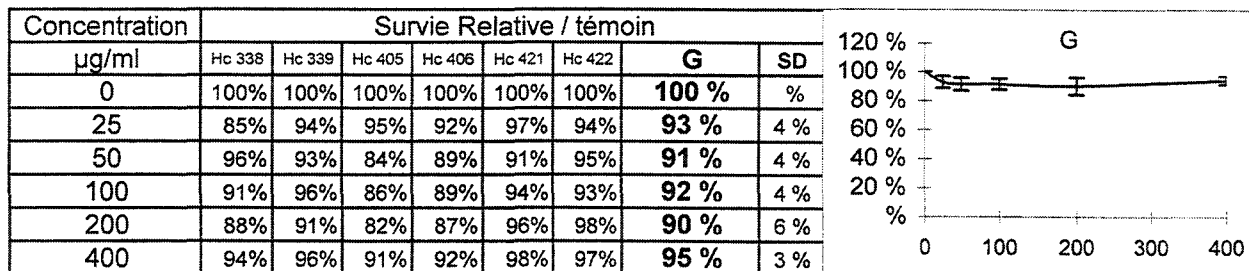 Concentration Survie Relative / témoin
µg/ml Hc 338 Hc 339 Hc 405 Hc 406 Hc 421 Hc 422 G SD
0 100% 100% 100% 100% 100% 100% 100 % %
25 85% 94% 95% 92% 97% 94% 93 % 4 %
50 96% 93% 84% 89% 91% 95% 91 % 4 %
100 91% 96% 86% 89% 94% 93% 92 % 4 %
200 88% 91% 82% 87% 96% 98% 90 % 6 %
400 94% 96% 91% 92% 98% 97% 95 % 3 %
G
120 %
100 %
80 %
60 %
40 %
20 %
%
0 100 200 300 400